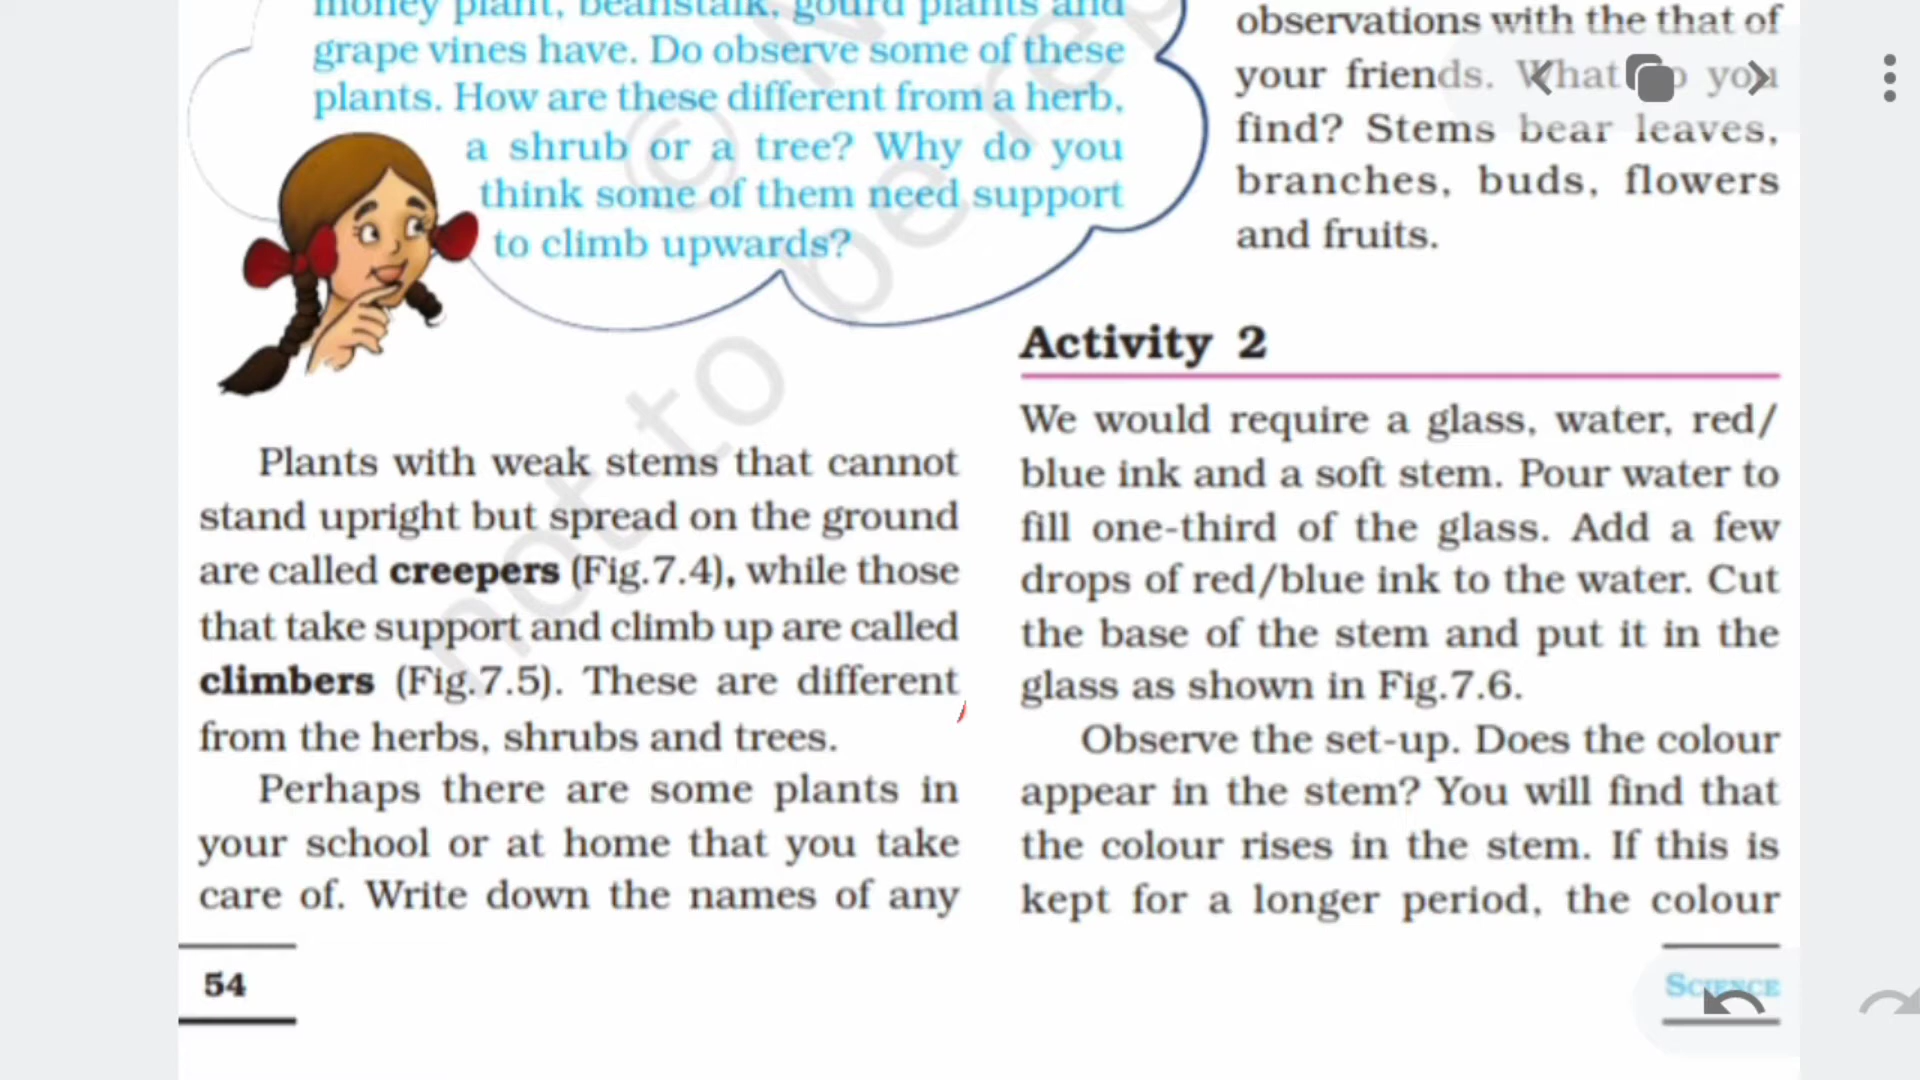 money plant, beanstalk, gourd plants and
grape vines have. Do observe some of these
plants. How are these different from a herb,
a shrub or a tree? Why do you
think some of them need support
to climb upwards?
Plants with weak stems that cannot
stand upright but spread on the ground
are called creepers (Fig.7.4), while those
that take support and climb up are called
climbers (Fig.7.5). These are different
from the herbs, shrubs and trees.
Perhaps there are some plants in
your school or at home that you take
care of. Write down the names of any
54
observations with the that of
your friends. What do you
find? Stems bear leaves,
branches, buds, flowers
and fruits.
Activity 2
We would require a glass, water, red/
blue ink and a soft stem. Pour water to
fill one-third of the glass. Add a few
drops of red/blue ink to the water. Cut
the base of the stem and put it in the
glass as shown in Fig.7.6.
Observe the set-up. Does the colour
appear in the stem? You will find that
the colour rises in the stem. If this is
kept for a longer period, the colour
SCIENCE
© N
not to be rep